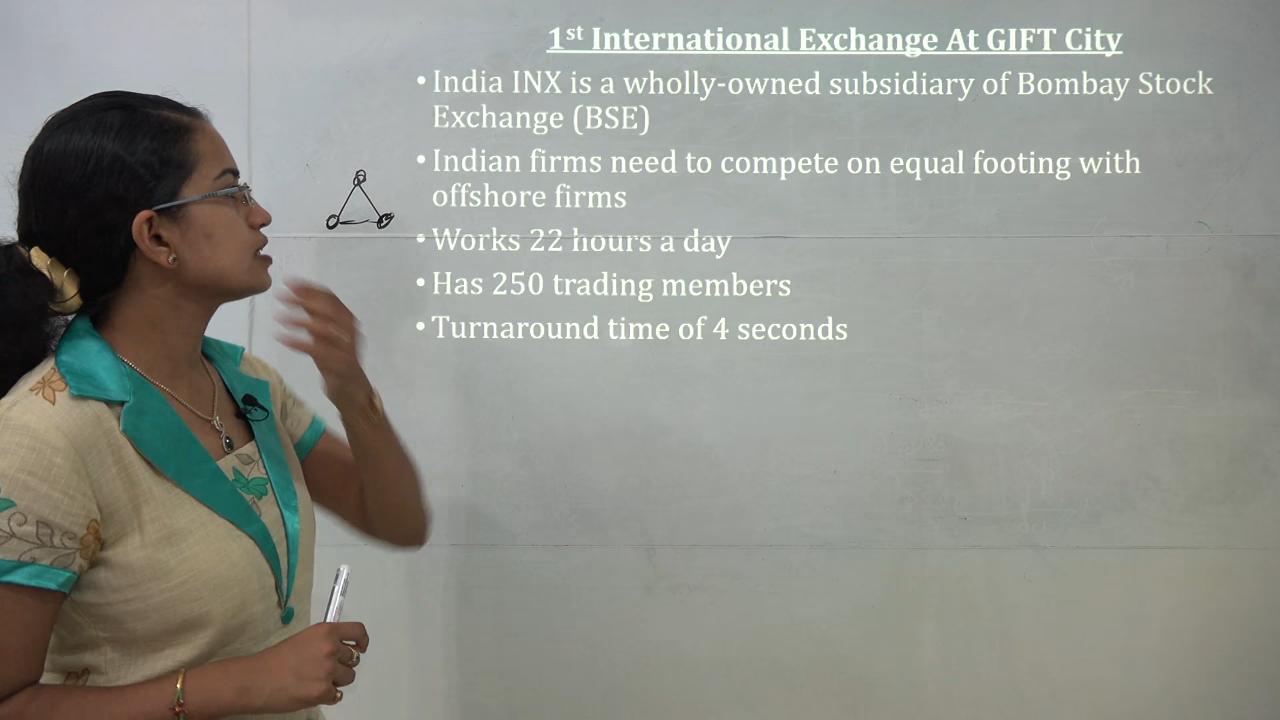 1st International Exchange At GIFT City
• India INX is a wholly-owned subsidiary of Bombay Stock
Exchange (BSE)
• Indian firms need to compete on equal footing with
offshore firms
• Works 22 hours a day
• Has 250 trading members
• Turnaround time of 4 seconds